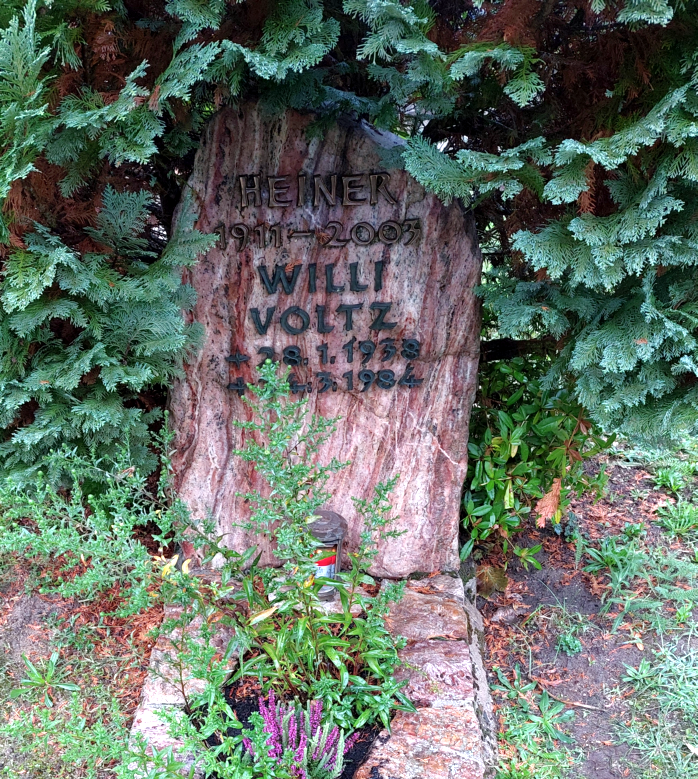 HEINER
1911-2003
WILLI
VOLTZ
28.1.1938
.3.1984